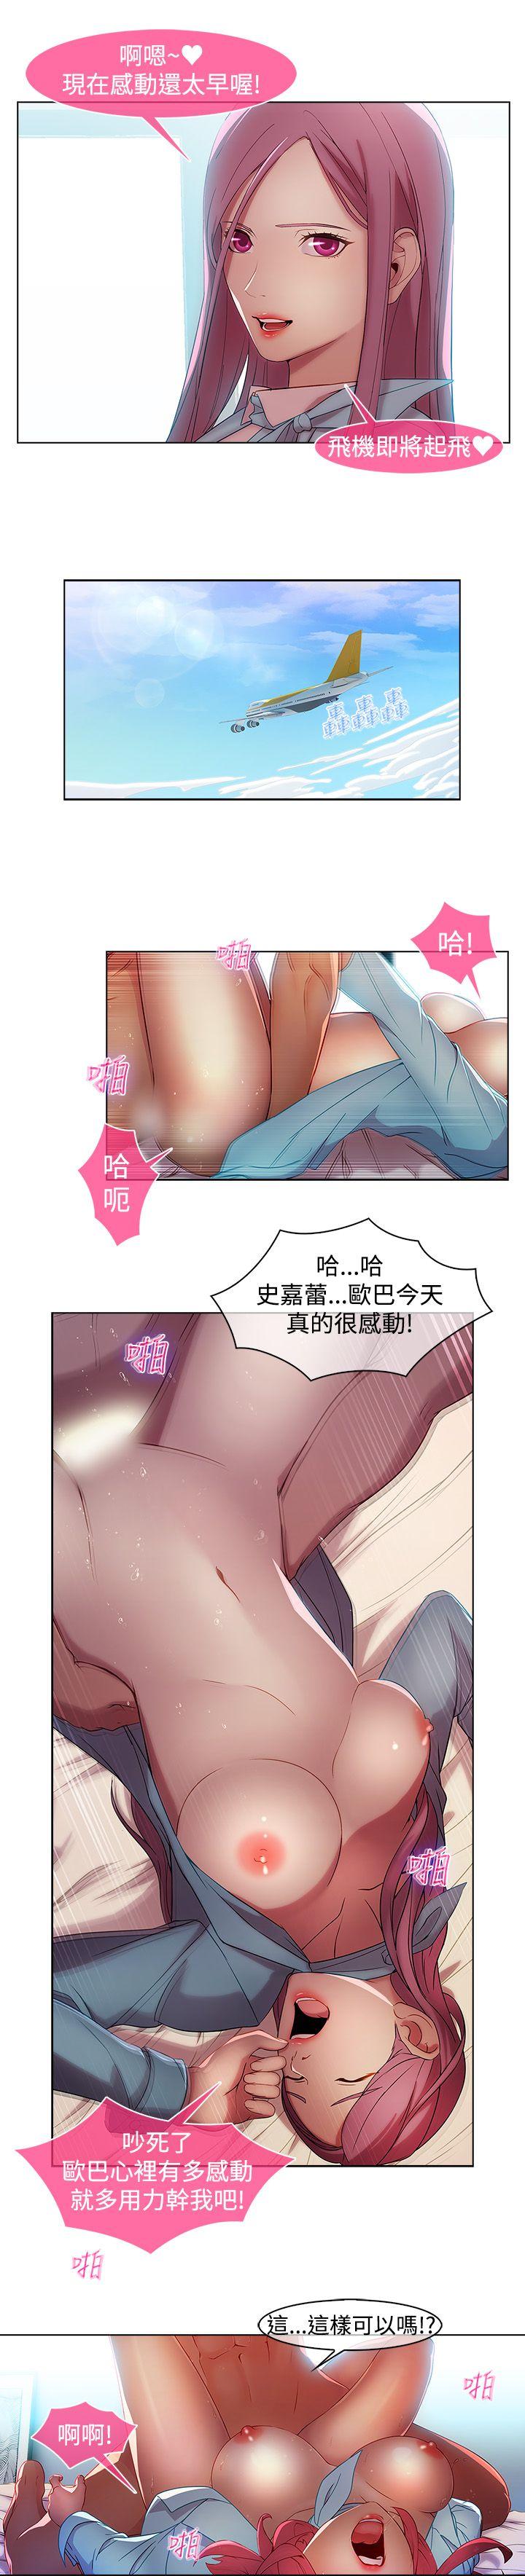 啊嗯~♥
現在感動還太早喔!
飛機即將起飛♥
轟
轟轟轟轟
哈!
啪
啪
哈
呃
哈...哈
史嘉蕾...歐巴今天
真的很感動!
啪
啪
吵死了
歐巴心裡有多感動
就多用力幹我吧!
啪
這...這樣可以嗎!?
啪
啊啊!
啪